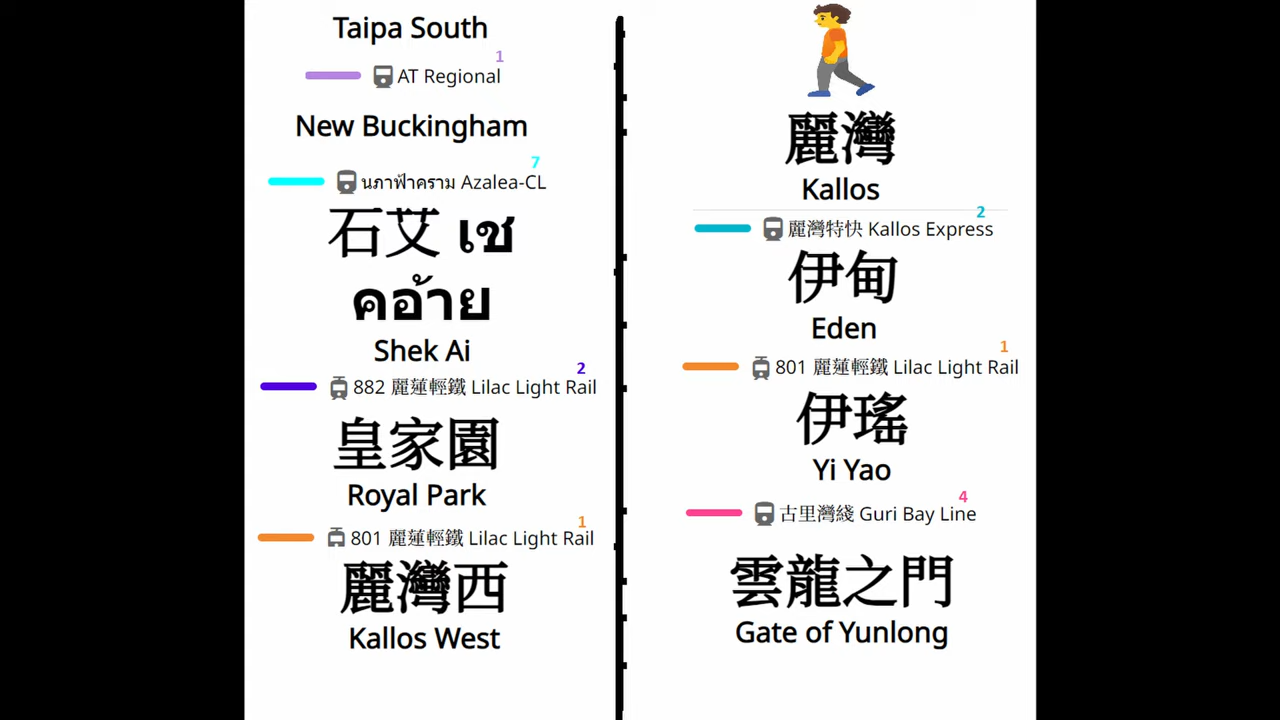 Taipa South
1
AT Regional
New Buckingham
7
นภาฟ้าคราม Azalea-CL
石艾 เช
คอ้าย
Shek Ai
2
882 麗蓮輕鐵 Lilac Light Rail
皇家園
Royal Park
1
801 麗蓮輕鐵 Lilac Light Rail
麗灣西
Kallos West
麗灣
Kallos
2
麗灣特快 Kallos Express
伊甸
Eden
1
801 麗蓮輕鐵 Lilac Light Rail
伊瑤
Yi Yao
4
古里灣綫 Guri Bay Line
雲龍之門
Gate of Yunlong